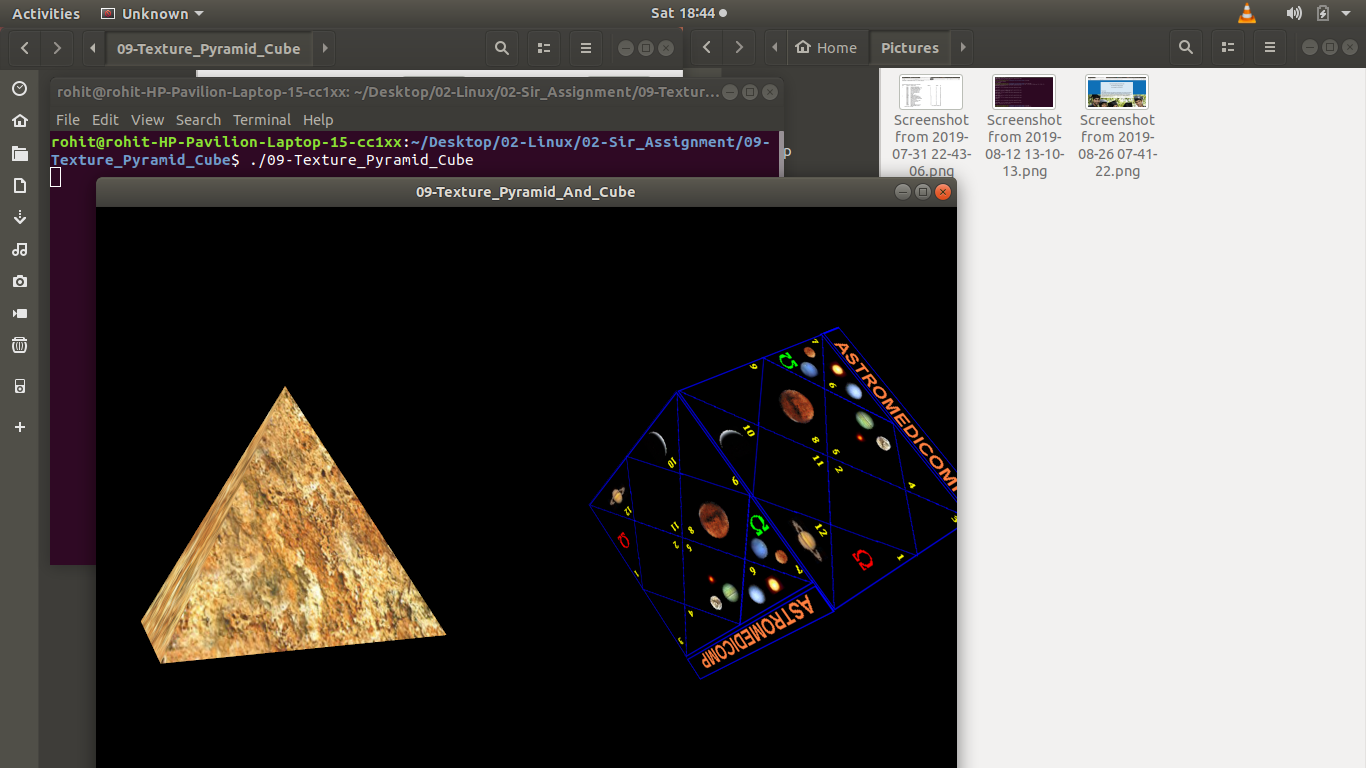 Activities
Unknown
Sat 18:44
09-Texture_Pyramid_Cube
Home
Pictures
rohit@rohit-HP-Pavilion-Laptop-15-cc1xx: ~/Desktop/02-Linux/02-Sir_Assignment/09-Textur...
File Edit View Search Terminal Help
rohit@rohit-HP-Pavilion-Laptop-15-cc1xx:~/Desktop/02-Linux/02-Sir_Assignment/09-
Texture_Pyramid_Cube$ ./09-Texture_Pyramid_Cube
p
Screenshot
from 2019-
07-31 22-43-
06.png
Screenshot
from 2019-
08-12 13-10-
13.png
Screenshot
from 2019-
08-26 07-41-
22.png
09-Texture_Pyramid_And_Cube
ASTROMEDICOMP
7
9
6
10
8
11
5
2
4
3
12
1
ASTROMEDICOMP
10
9
12
11
8
2
5
6
7
1
4
3